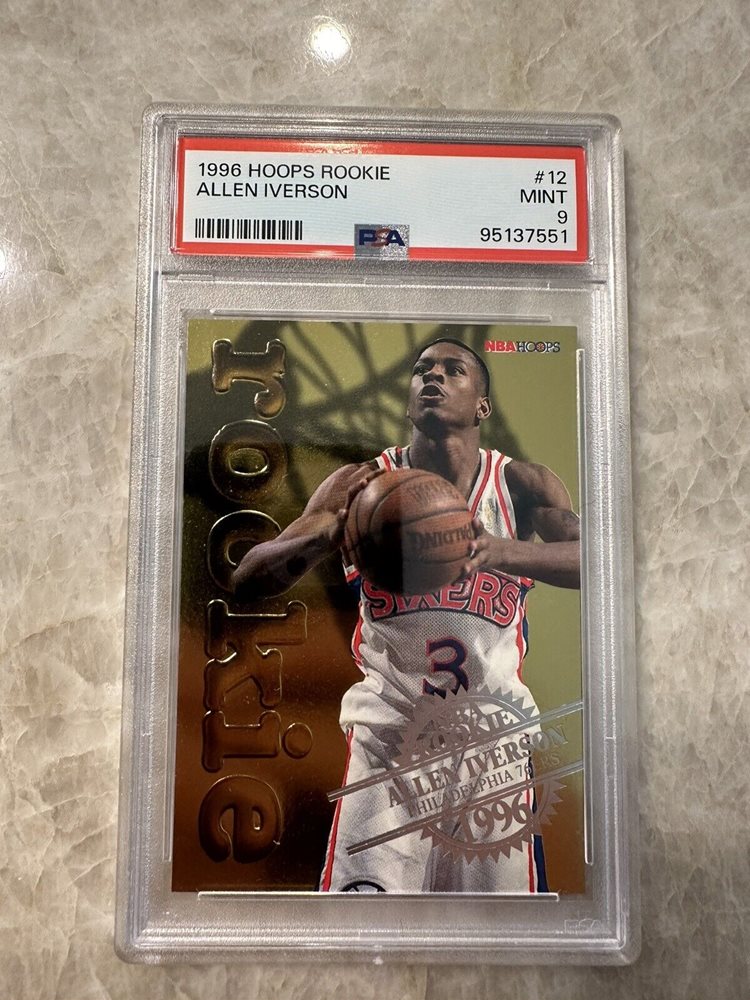 1996 HOOPS ROOKIE #12
ALLEN IVERSON MINT
9
PSA 95137551
NBA HOOPS
rookie
SPALDING
SIXERS
3
ROOKIE
ALLEN IVERSON
PHILADELPHIA 76ERS
1996